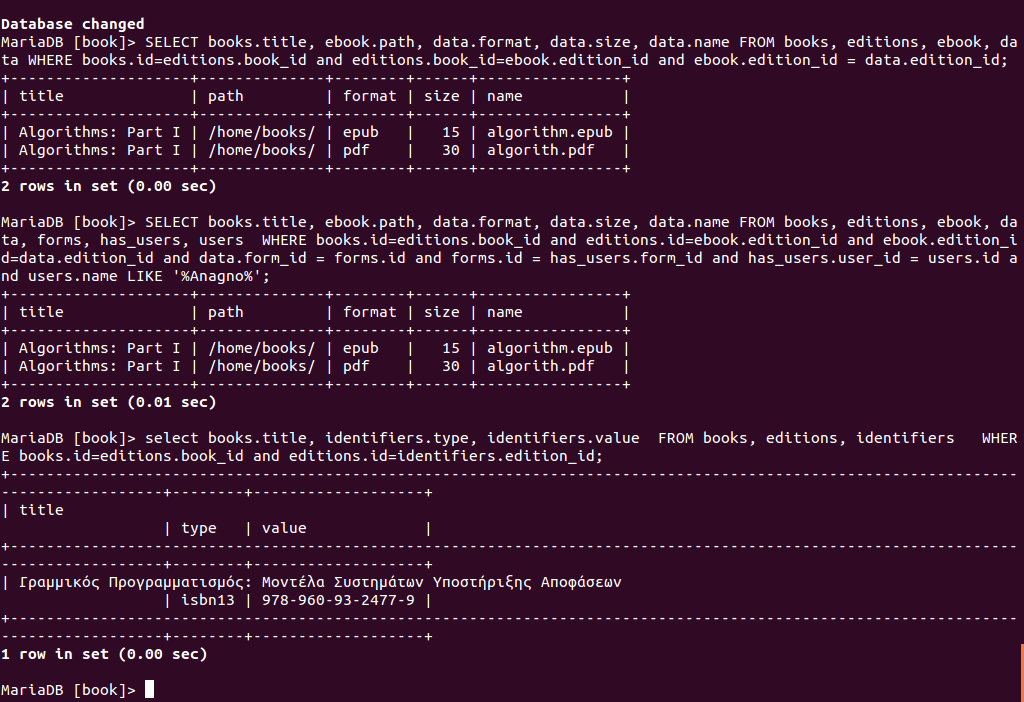 Database changed
MariaDB [book]> SELECT books.title, ebook.path, data.format, data.size, data.name FROM books, editions, ebook, da
ta WHERE books.id=editions.book_id and editions.book_id=ebook.edition_id and ebook.edition_id = data.edition_id;
+--------------------+--------------+--------+------+----------------+
| title              | path         | format | size | name           |
+--------------------+--------------+--------+------+----------------+
| Algorithms: Part I | /home/books/ | epub   |   15 | algorithm.epub |
| Algorithms: Part I | /home/books/ | pdf    |   30 | algorith.pdf   |
+--------------------+--------------+--------+------+----------------+
2 rows in set (0.00 sec)

MariaDB [book]> SELECT books.title, ebook.path, data.format, data.size, data.name FROM books, editions, ebook, da
ta, forms, has_users, users  WHERE books.id=editions.book_id and editions.id=ebook.edition_id and ebook.edition_i
d=data.edition_id and data.form_id = forms.id and forms.id = has_users.form_id and has_users.user_id = users.id a
nd users.name LIKE '%Anagno%';
+--------------------+--------------+--------+------+----------------+
| title              | path         | format | size | name           |
+--------------------+--------------+--------+------+----------------+
| Algorithms: Part I | /home/books/ | epub   |   15 | algorithm.epub |
| Algorithms: Part I | /home/books/ | pdf    |   30 | algorith.pdf   |
+--------------------+--------------+--------+------+----------------+
2 rows in set (0.01 sec)

MariaDB [book]> select books.title, identifiers.type, identifiers.value  FROM books, editions, identifiers   WHER
E books.id=editions.book_id and editions.id=identifiers.edition_id;
+----------------------------------------------------------------------------------------------------------------
------------------+--------+-------------------+
| title
                  | type   | value             |
+----------------------------------------------------------------------------------------------------------------
------------------+--------+-------------------+
| Γραμμικός Προγραμματισμός: Μοντέλα Συστημάτων Υποστήριξης Αποφάσεων
                  | isbn13 | 978-960-93-2477-9 |
+----------------------------------------------------------------------------------------------------------------
------------------+--------+-------------------+
1 row in set (0.00 sec)

MariaDB [book]>